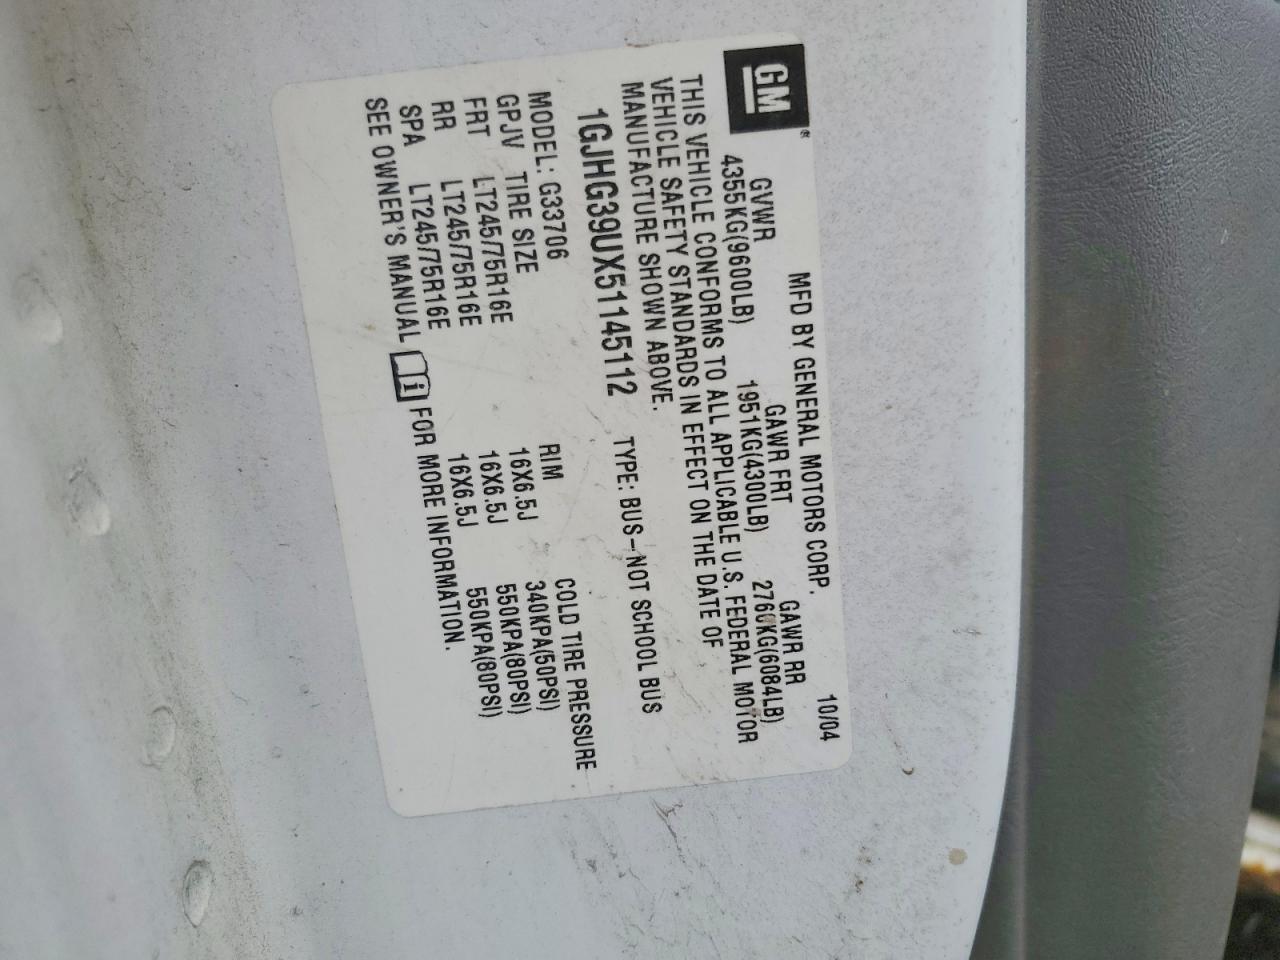 GM®
MFD BY GENERAL MOTORS CORP. 10/04
GVWR GAWR FRT GAWR RR
4355KG(9600LB) 1951KG(4300LB) 2760KG(6084LB)
THIS VEHICLE CONFORMS TO ALL APPLICABLE U.S. FEDERAL MOTOR
VEHICLE SAFETY STANDARDS IN EFFECT ON THE DATE OF
MANUFACTURE SHOWN ABOVE.
1GJHG39UX51145112 TYPE: BUS-NOT SCHOOL BUS
MODEL: G33706
GPJV TIRE SIZE RIM COLD TIRE PRESSURE
FRT LT245/75R16E 16X6.5J 340KPA(50PSI)
RR LT245/75R16E 16X6.5J 550KPA(80PSI)
SPA LT245/75R16E 16X6.5J 550KPA(80PSI)
SEE OWNER'S MANUAL i FOR MORE INFORMATION.